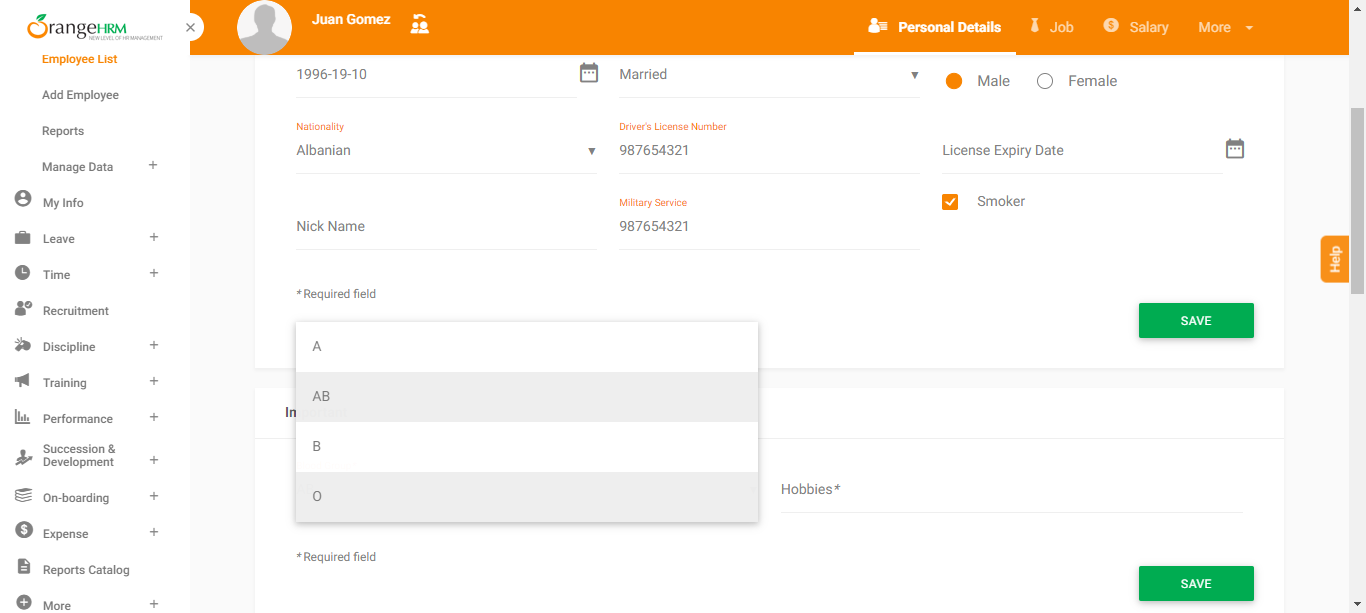 OrangeHRM
NEW LEVEL OF HR MANAGEMENT
Employee List
Add Employee
Reports
Manage Data +
My Info
Leave +
Time +
Recruitment
Discipline +
Training +
Performance +
Succession &
Development +
On-boarding +
Expense +
Reports Catalog
More +
Juan Gomez
Personal Details
Job
Salary
More
1996-19-10
Married
Male
Female
Nationality
Albanian
Driver's License Number
987654321
License Expiry Date
Nick Name
Military Service
987654321
Smoker
* Required field
SAVE
A
AB
B
O
Hobbies*
* Required field
SAVE
Help